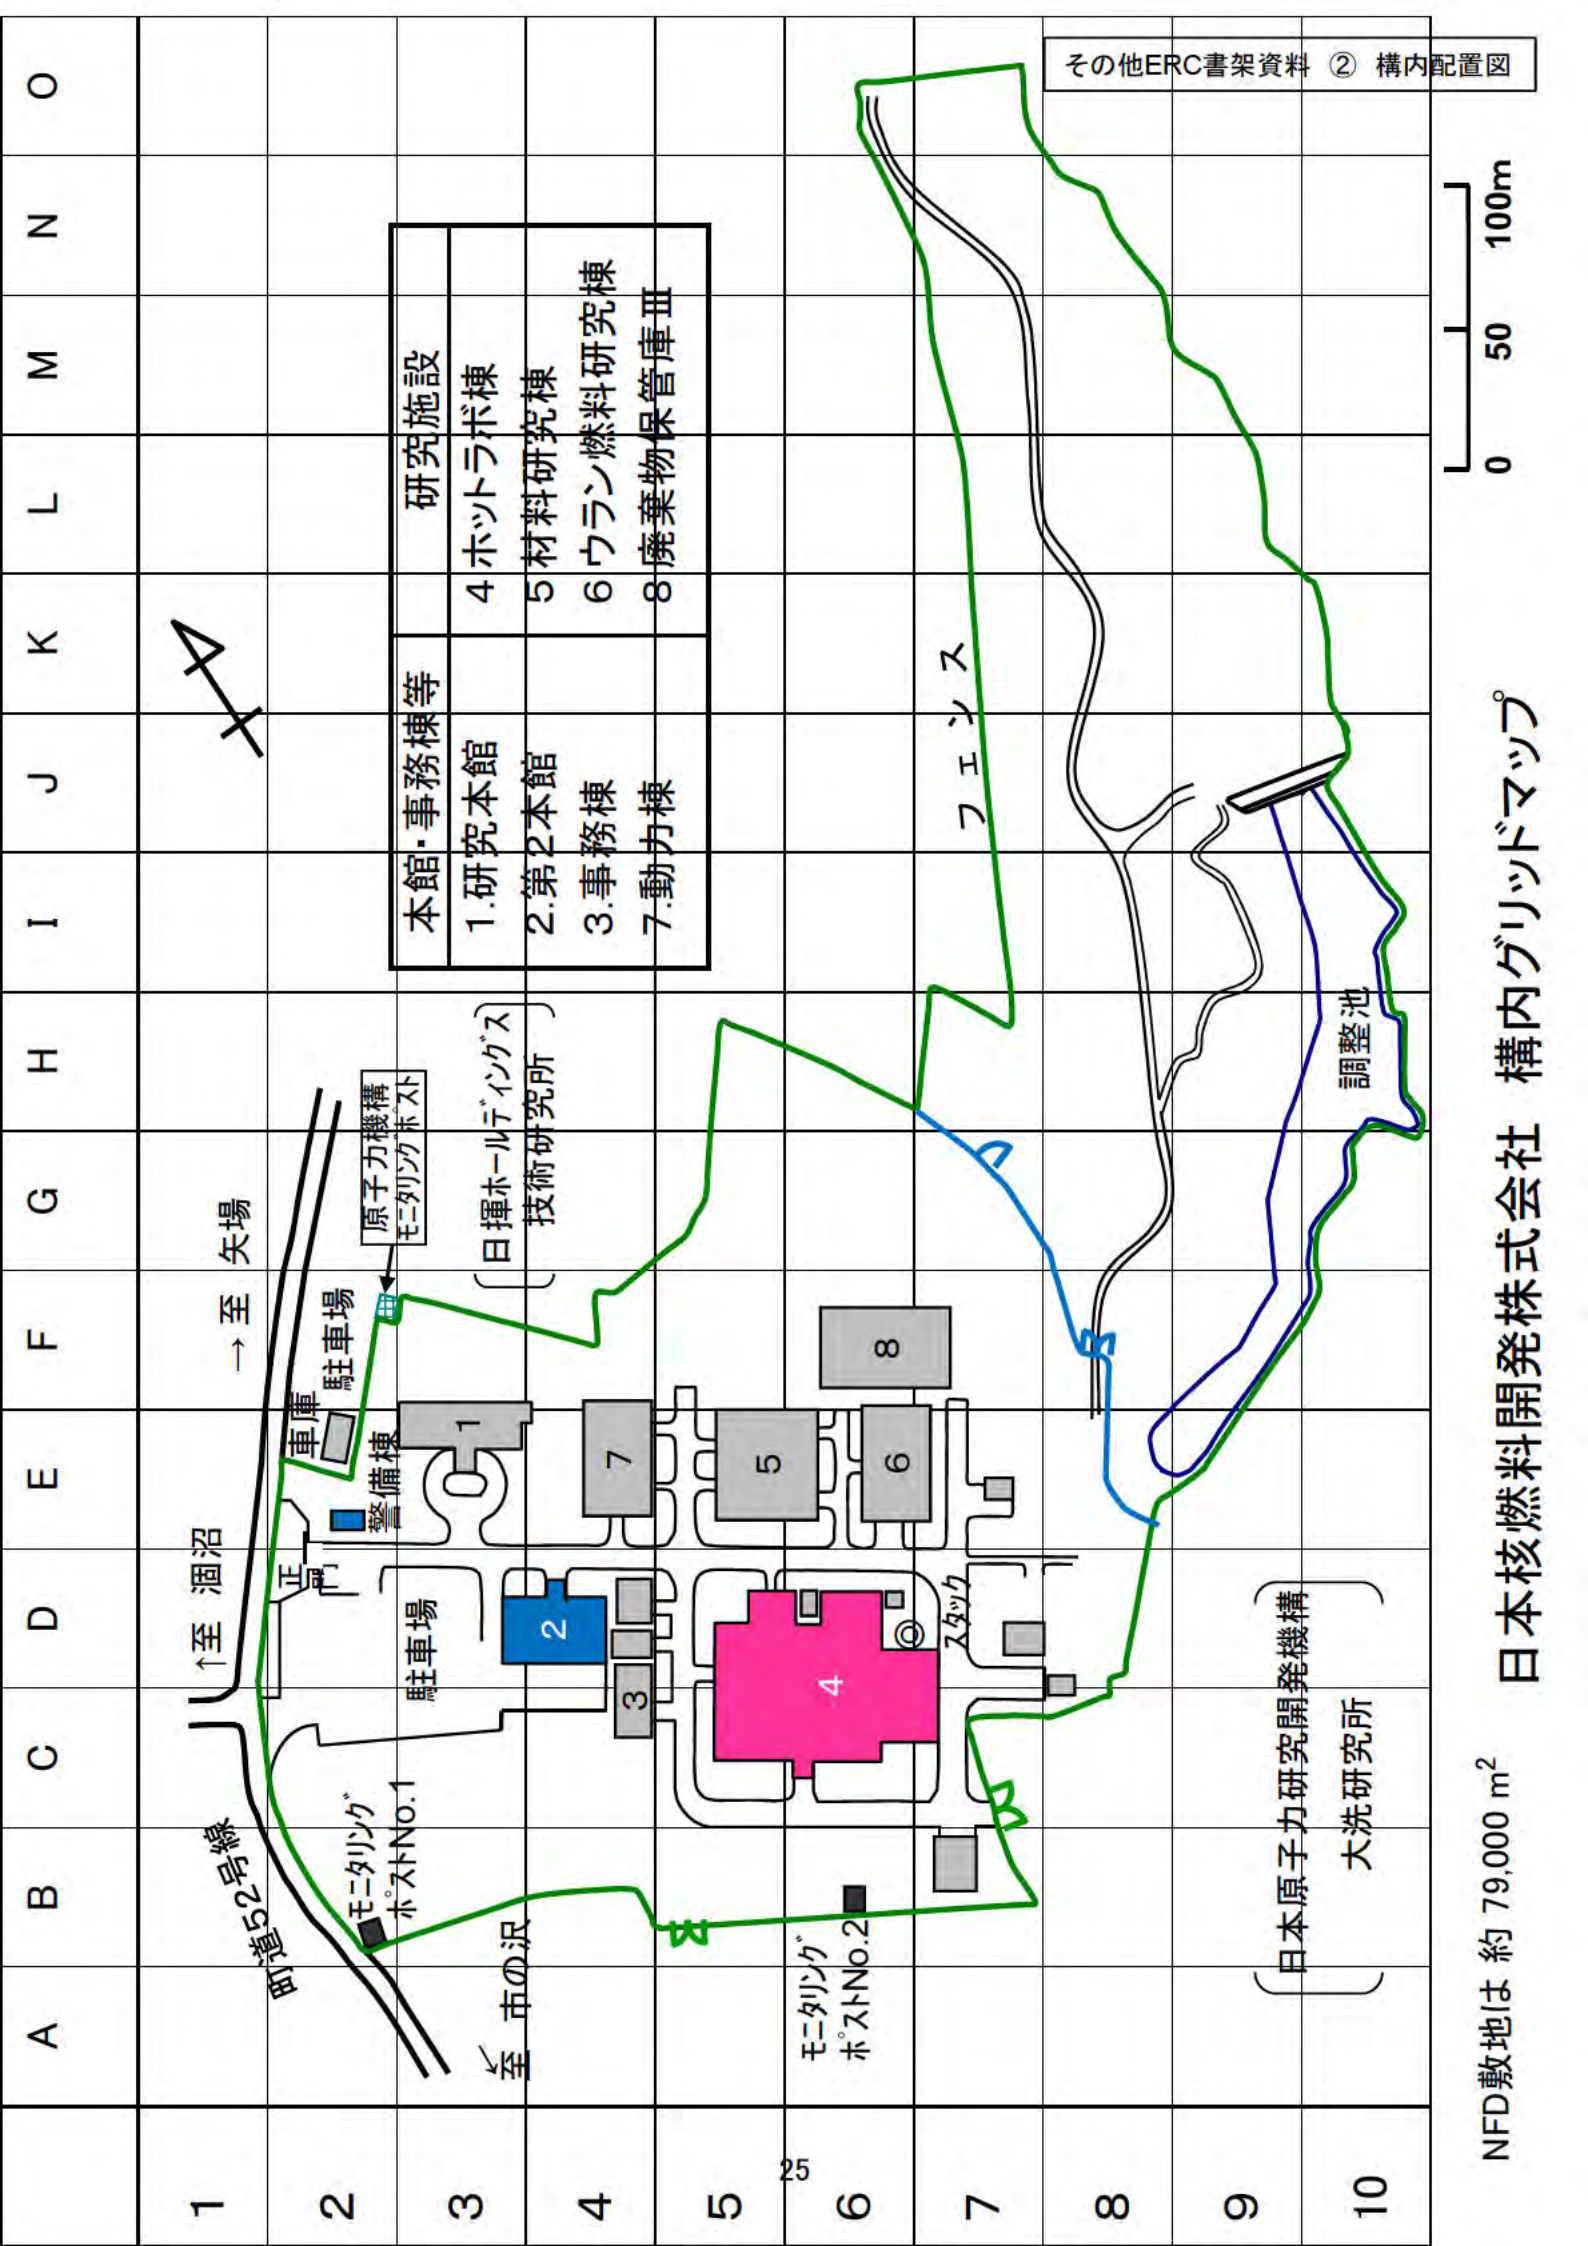 その他ERC書架資料 ② 構内配置図
A B C D E F G H I J K L M N O
1
2
3
4
5
6
7
8
9
10
↑至 涸沼
→至 矢場
町道52号線
↙至 市の沢
正門
車庫
駐車場
警備棟
駐車場
原子力機構
ﾓﾆﾀﾘﾝｸﾞﾎﾟｽﾄ
日揮ホールディングス
技術研究所
モニタリング
ポストNo.1
モニタリング
ポストNo.2
1
2
3
4
5
6
7
8
スタック
フェンス
調整池
日本原子力研究開発機構
大洗研究所
本館・事務棟等 研究施設
1.研究本館 4 ホットラボ棟
2.第2本館 5 材料研究棟
3.事務棟 6 ウラン燃料研究棟
7.動力棟 8 廃棄物保管庫Ⅲ
0 50 100m
NFD敷地は 約 79,000 m²
日本核燃料開発株式会社 構内グリッドマップ
25